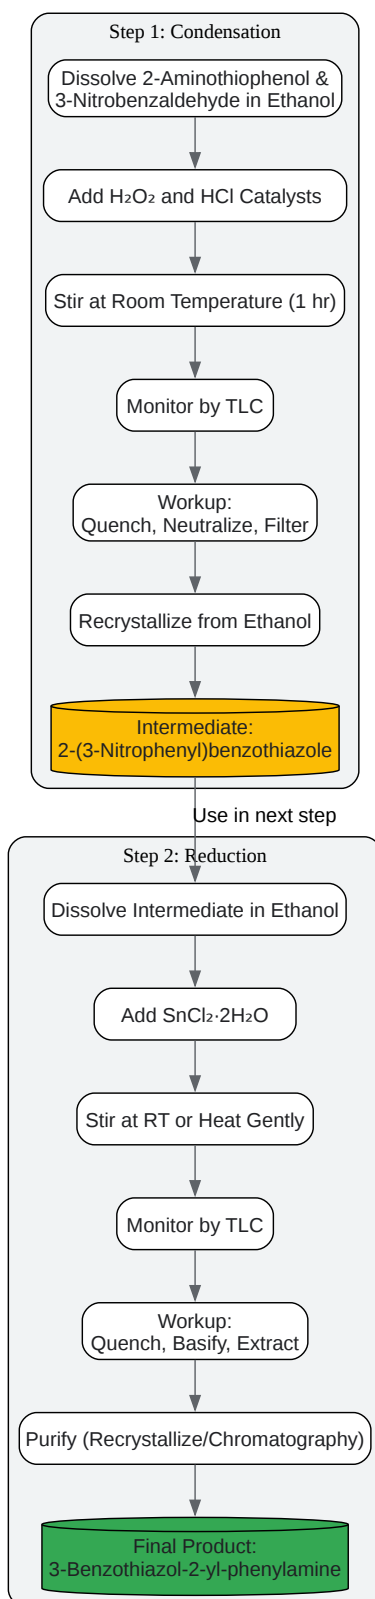 Step 1: Condensation
Dissolve 2-Aminothiophenol &
3-Nitrobenzaldehyde in Ethanol
Add H₂O₂ and HCl Catalysts
Stir at Room Temperature (1 hr)
Monitor by TLC
Workup:
Quench, Neutralize, Filter
Recrystallize from Ethanol
Intermediate:
2-(3-Nitrophenyl)benzothiazole
Use in next step
Step 2: Reduction
Dissolve Intermediate in Ethanol
Add SnCl₂·2H₂O
Stir at RT or Heat Gently
Monitor by TLC
Workup:
Quench, Basify, Extract
Purify (Recrystallize/Chromatography)
Final Product:
3-Benzothiazol-2-yl-phenylamine